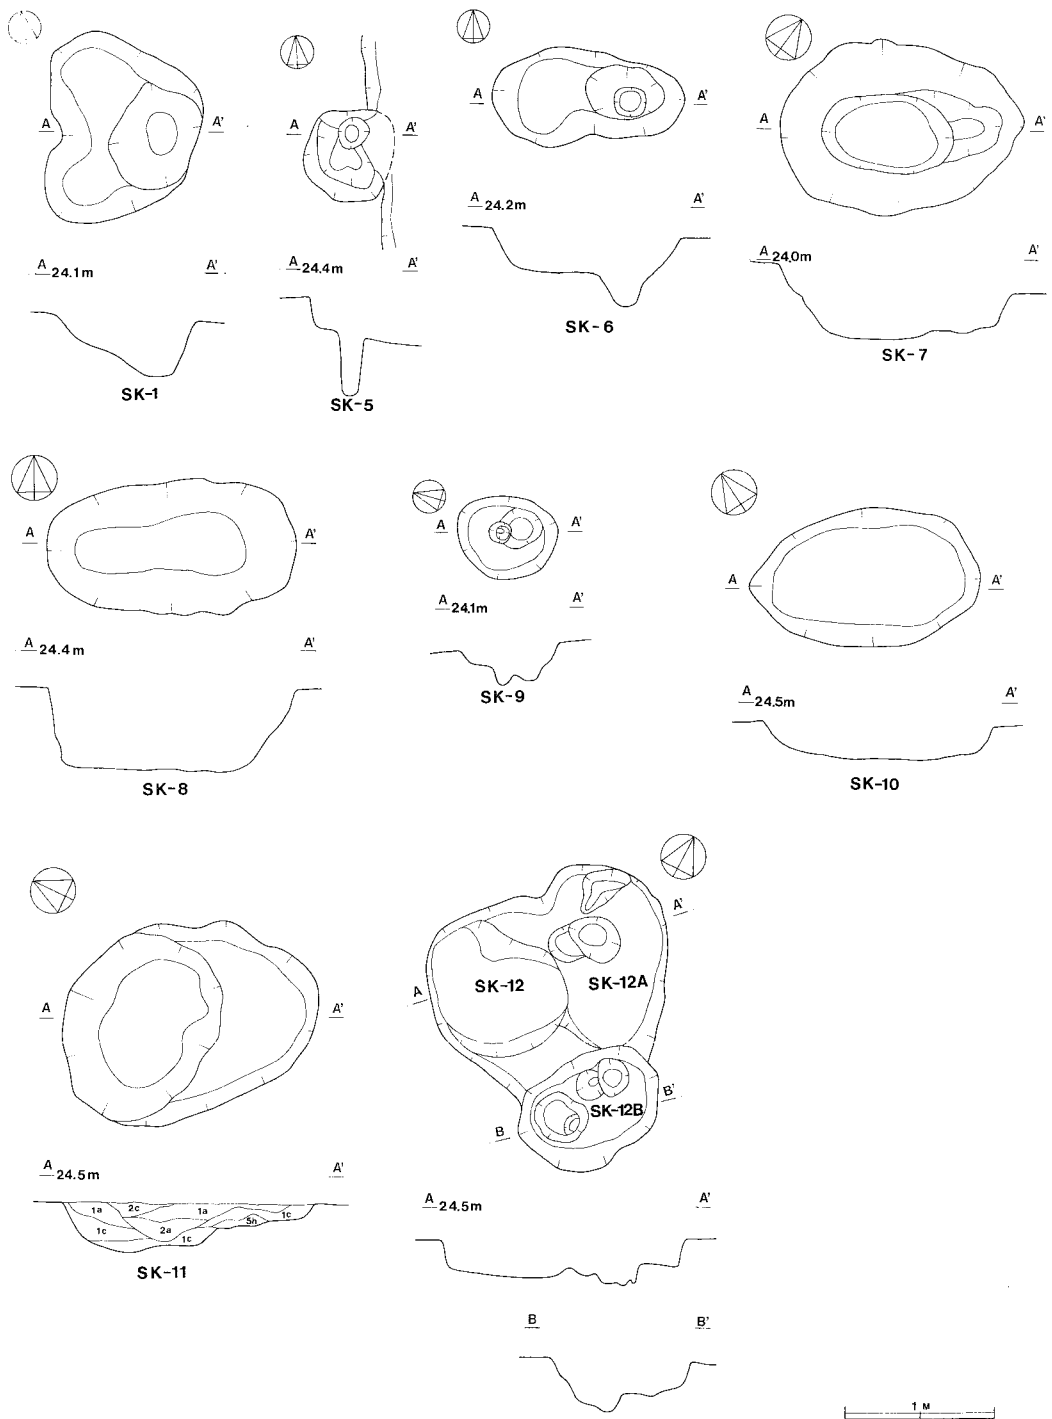 A A'
A 24.1m A'
SK-1
A A'
A 24.4m A'
SK-5
A A'
A 24.2m A'
SK-6
A A'
A 24.0m A'
SK-7
A A'
A 24.4m A'
SK-8
A A'
A 24.1m A'
SK-9
A A'
A 24.5m A'
SK-10
A A'
A 24.5m A'
1a 2c 1a 5h 1c
1c 2a 1c
SK-11
A'
SK-12 SK-12A
A
B'
SK-12B
B
A 24.5m A'
B B'
1 M